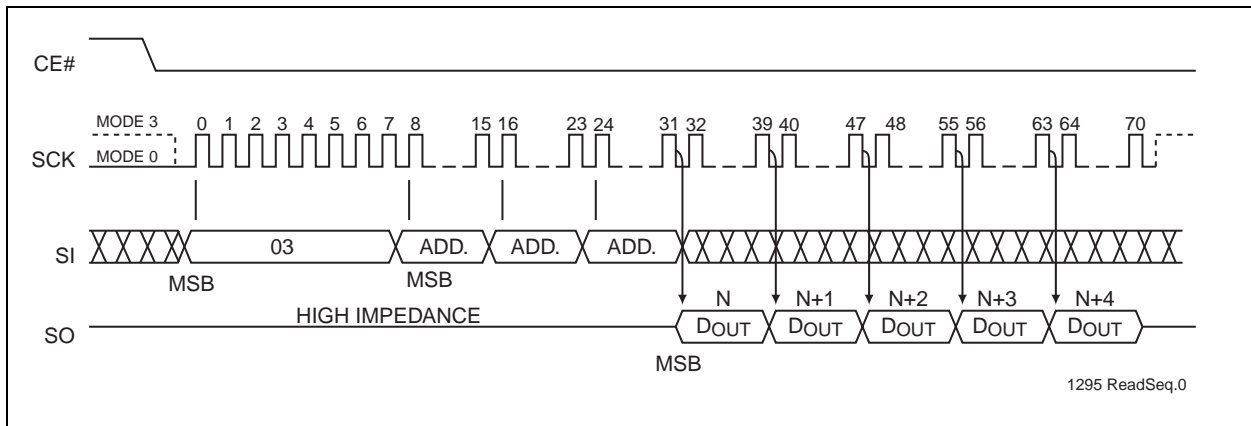 CE#
MODE 3
0 1 2 3 4 5 6 7 8 15 16 23 24 31 32 39 40 47 48 55 56 63 64 70
SCK
MODE 0
SI
03 ADD. ADD. ADD.
MSB MSB
N N+1 N+2 N+3 N+4
HIGH IMPEDANCE
SO
DOUT DOUT DOUT DOUT DOUT
MSB
1295 ReadSeq.0